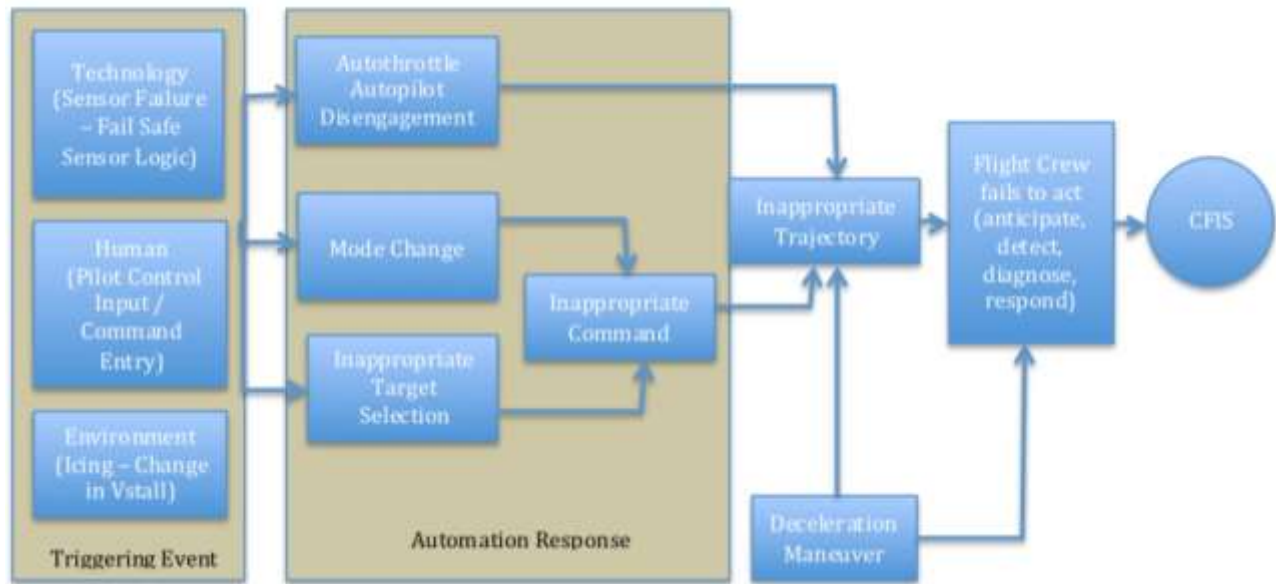 Technology
(Sensor Failure
– Fail Safe
Sensor Logic)
Human
(Pilot Control
Input /
Command
Entry)
Environment
(Icing – Change
in Vstall)
Triggering Event
Autothrottle
Autopilot
Disengagement
Mode Change
Inappropriate
Target
Selection
Inappropriate
Command
Automation Response
Inappropriate
Trajectory
Deceleration
Maneuver
Flight Crew
fails to act
(anticipate,
detect,
diagnose,
respond)
CFIS